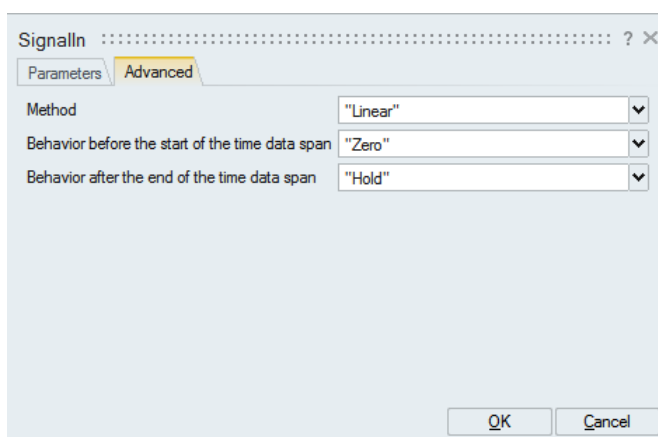 SignalIn ? ×
Parameters Advanced
Method "Linear"
Behavior before the start of the time data span "Zero"
Behavior after the end of the time data span "Hold"
OK Cancel